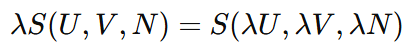 λS(U, V, N) = S(λU, λV, λN)